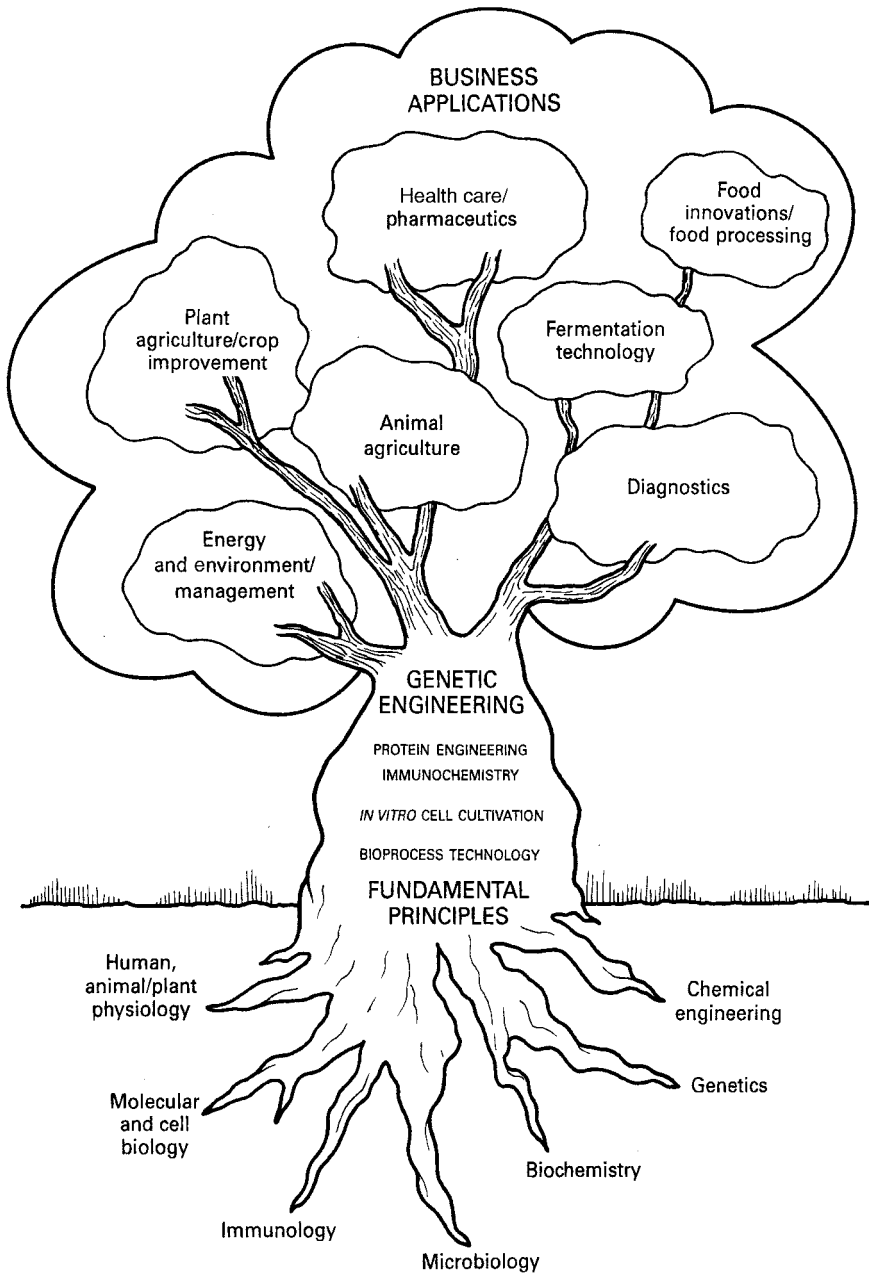 BUSINESS
APPLICATIONS
Health care/
pharmaceutics
Food
innovations/
food processing
Plant
agriculture/crop
improvement
Fermentation
technology
Animal
agriculture
Diagnostics
Energy
and environment/
management
GENETIC
ENGINEERING
PROTEIN ENGINEERING
IMMUNOCHEMISTRY
IN VITRO CELL CULTIVATION
BIOPROCESS TECHNOLOGY
FUNDAMENTAL
PRINCIPLES
Human,
animal/plant
physiology
Chemical
engineering
Molecular
and cell
biology
Genetics
Immunology
Biochemistry
Microbiology